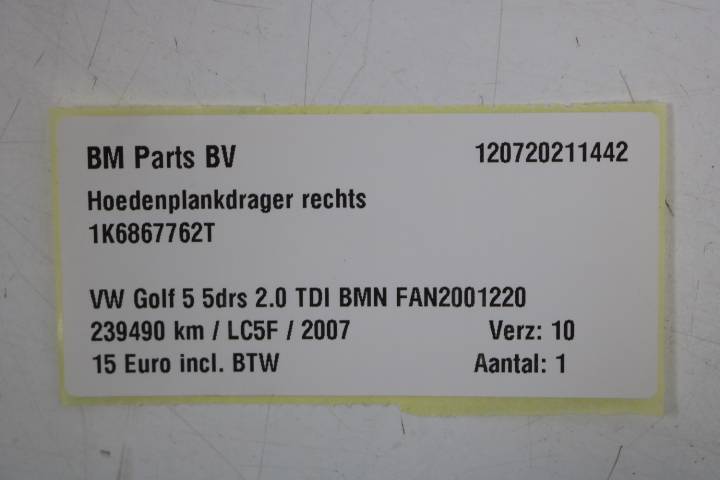 BM Parts BV 120720211442
Hoedenplankdrager rechts
1K6867762T
VW Golf 5 5drs 2.0 TDI BMN FAN2001220
239490 km / LC5F / 2007 Verz: 10
15 Euro incl. BTW Aantal: 1